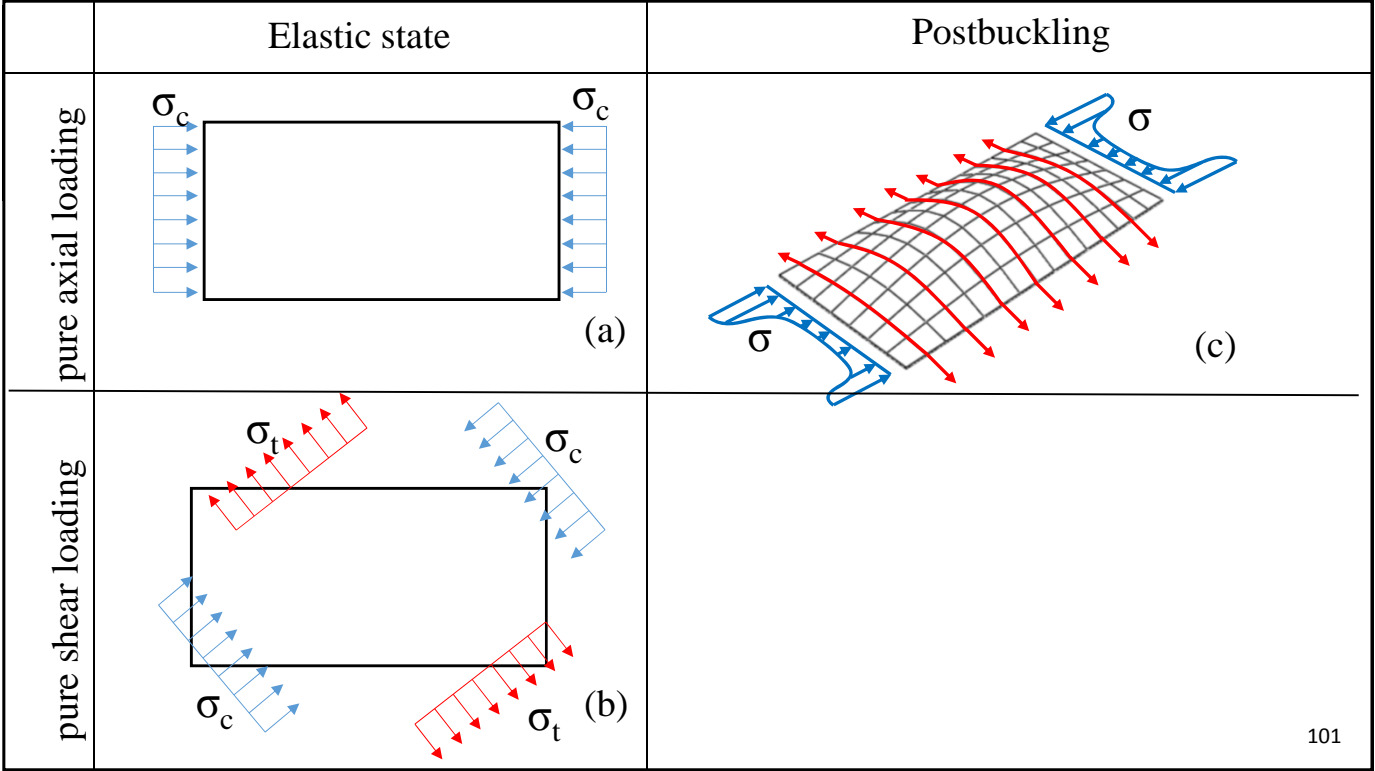 Elastic state
Postbuckling
pure axial loading
σc
σc
(a)
σ
σ
(c)
pure shear loading
σt
σc
σc
σt
(b)
101